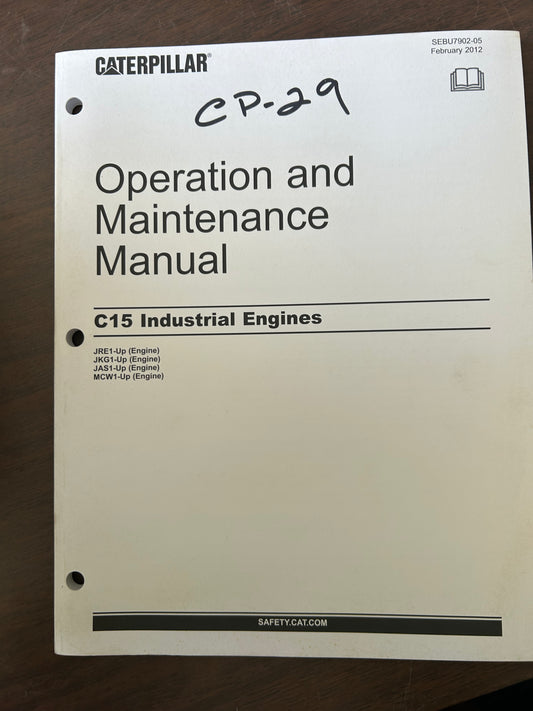 SEBU7902-05
February 2012
CATERPILLAR®
CP-29
Operation and
Maintenance
Manual
C15 Industrial Engines
JRE1-Up (Engine)
JKG1-Up (Engine)
JAS1-Up (Engine)
MCW1-Up (Engine)
SAFETY.CAT.COM